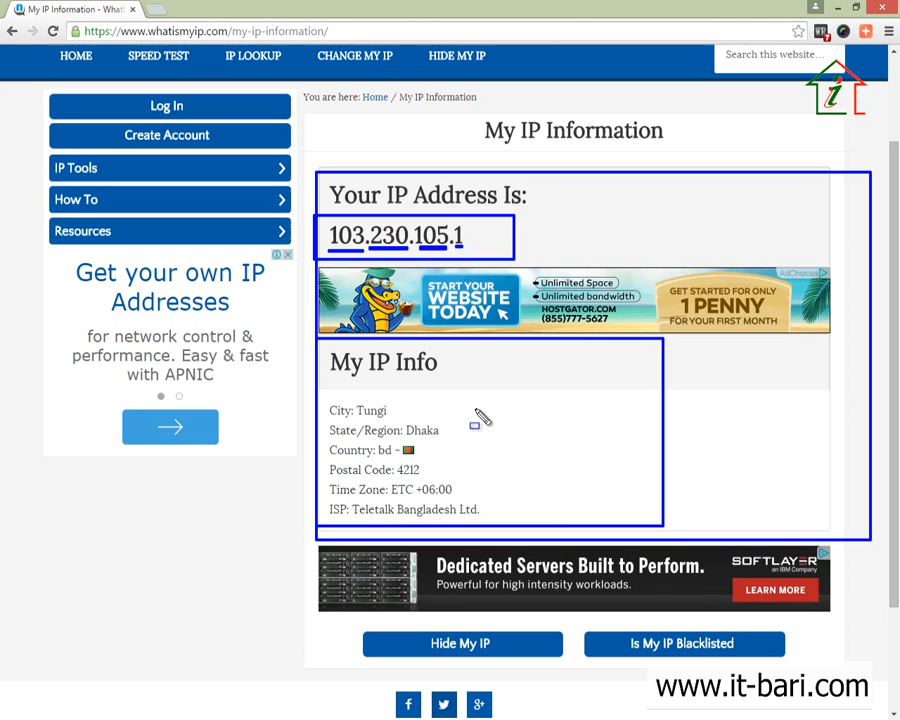 My IP Information - What
https://www.whatismyip.com/my-ip-information/
HOME SPEED TEST IP LOOKUP CHANGE MY IP HIDE MY IP
Search this website...
i
Log In
Create Account
IP Tools
How To
Resources
Get your own IP
Addresses
for network control &
performance. Easy & fast
with APNIC
You are here: Home / My IP Information
My IP Information
Your IP Address Is:
103.230.105.1
START YOUR
WEBSITE
TODAY
Unlimited Space
Unlimited bandwidth
HOSTGATOR.COM
(855)777-5627
AdChoices
GET STARTED FOR ONLY
1 PENNY
FOR YOUR FIRST MONTH
My IP Info
City: Tungi
State/Region: Dhaka
Country: bd -
Postal Code: 4212
Time Zone: ETC +06:00
ISP: Teletalk Bangladesh Ltd.
Dedicated Servers Built to Perform.
Powerful for high intensity workloads.
SOFTLAYER
an IBM Company
LEARN MORE
Hide My IP
Is My IP Blacklisted
www.it-bari.com